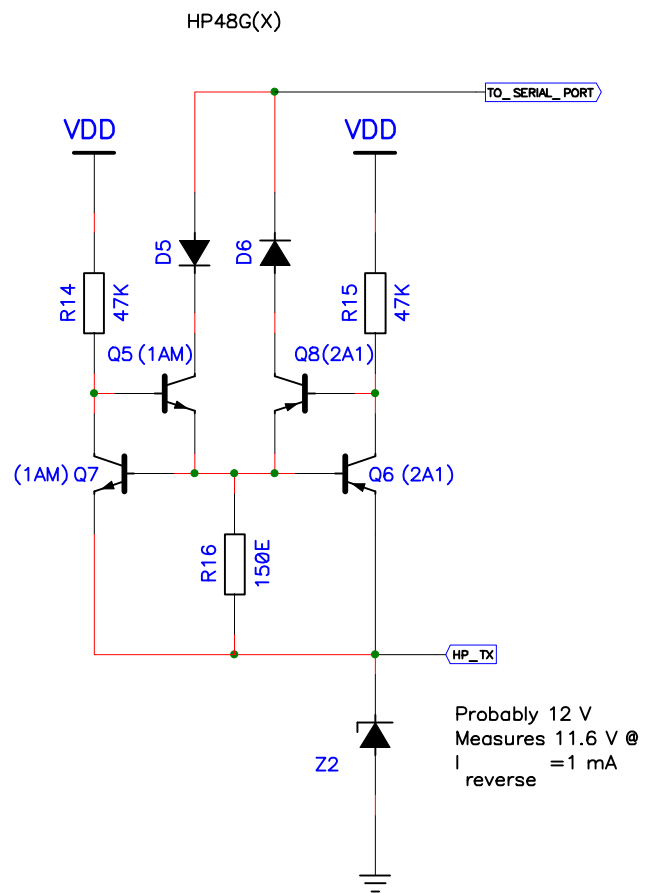 HP48G(X)
TO_SERIAL_PORT
VDD
VDD
D5
D6
R14
47K
R15
47K
Q5 (1AM)
Q8(2A1)
(1AM) Q7
Q6 (2A1)
R16
150E
HP_TX
Probably 12 V
Measures 11.6 V @
I reverse =1 mA
Z2